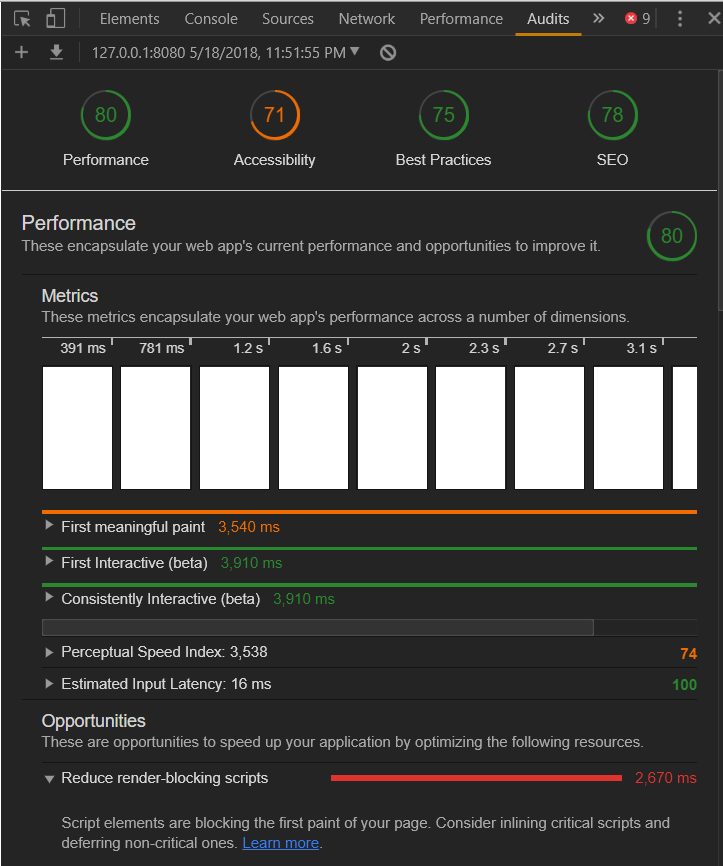 Elements Console Sources Network Performance Audits » 9
127.0.0.1:8080 5/18/2018, 11:51:55 PM
80 71 75 78
Performance Accessibility Best Practices SEO
Performance
These encapsulate your web app's current performance and opportunities to improve it.
80
Metrics
These metrics encapsulate your web app's performance across a number of dimensions.
391 ms 781 ms 1.2 s 1.6 s 2 s 2.3 s 2.7 s 3.1 s
First meaningful paint 3,540 ms
First Interactive (beta) 3,910 ms
Consistently Interactive (beta) 3,910 ms
Perceptual Speed Index: 3,538 74
Estimated Input Latency: 16 ms 100
Opportunities
These are opportunities to speed up your application by optimizing the following resources.
Reduce render-blocking scripts 2,670 ms
Script elements are blocking the first paint of your page. Consider inlining critical scripts and
deferring non-critical ones. Learn more.